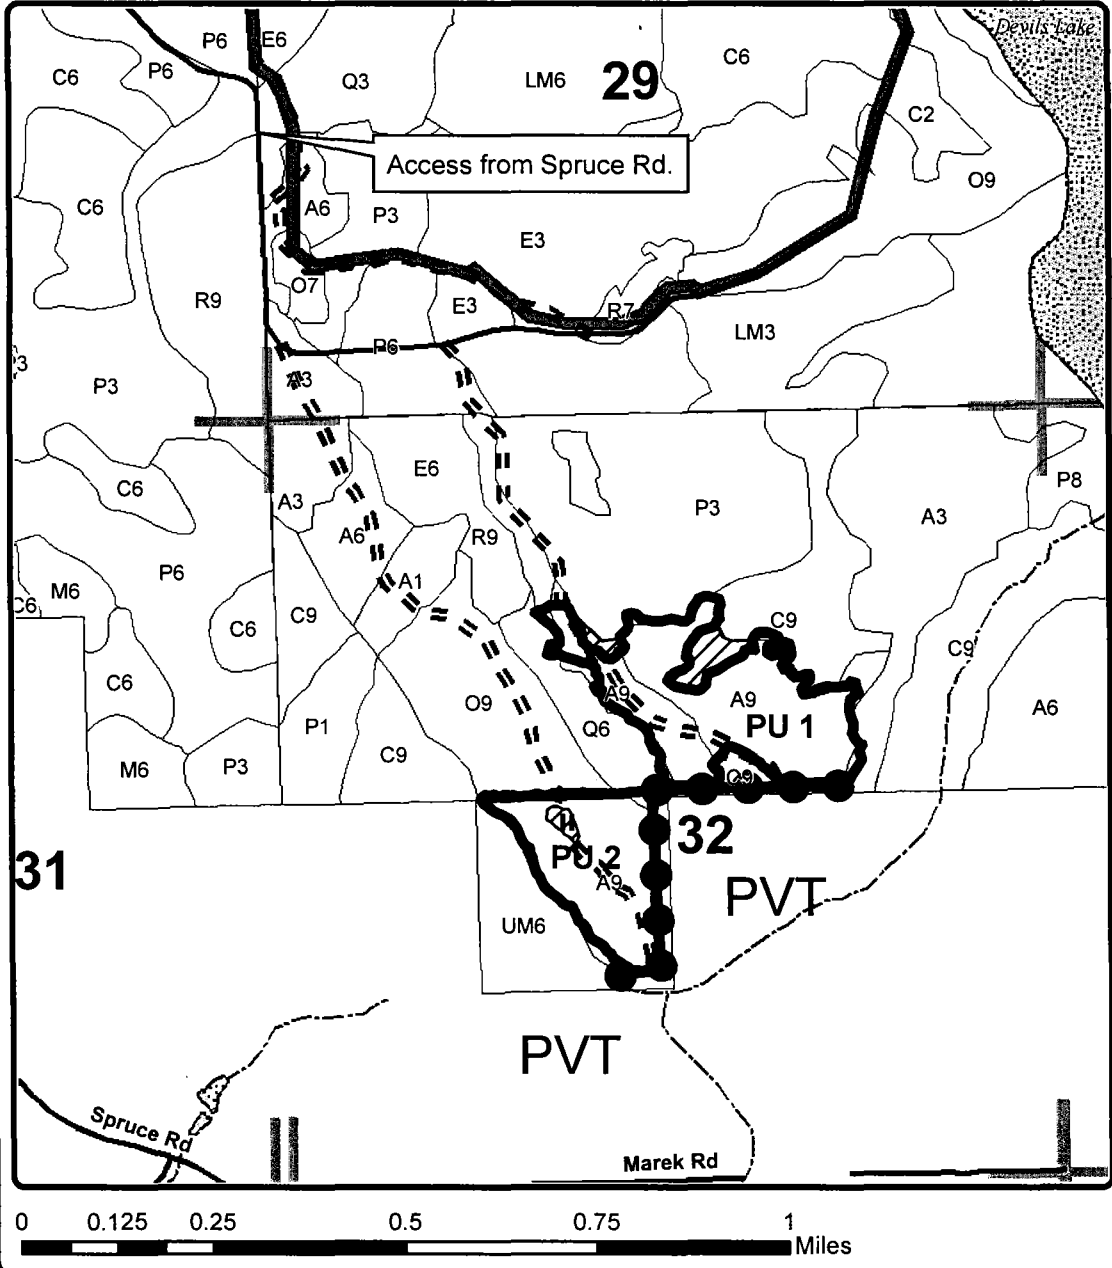 P6
E6
Devils Lake
C6
P6
Q3
LM6
29
C6
C2
Access from Spruce Rd.
O9
C6
A6
P3
E3
O7
R9
E3
R7
LM3
P6
P3
A3
C6
E6
P8
A3
P3
A3
A6
R9
P6
A1
M6
C6
C9
C9
C6
C9
C6
O9
A9
A9
A6
P1
Q6
PU 1
C9
M6
P3
O9
32
31
PU 2
A9
PVT
UM6
PVT
Spruce Rd
Marek Rd
0 0.125 0.25 0.5 0.75 1
Miles